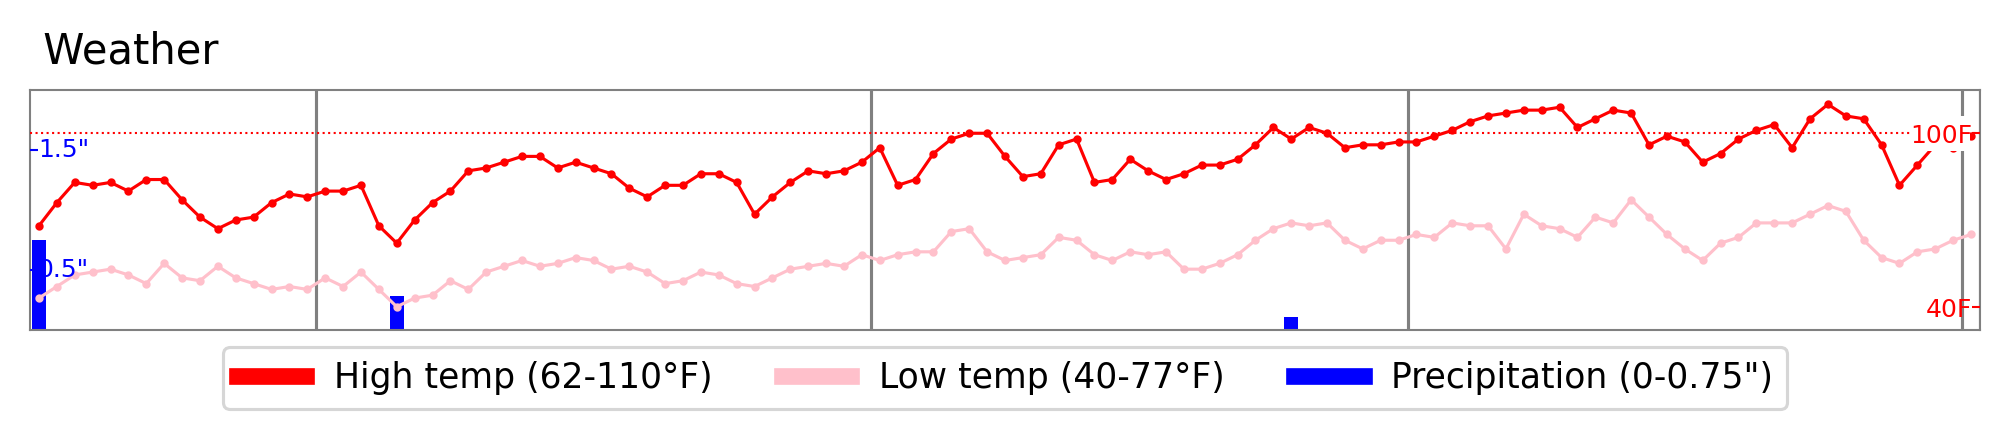 Weather
1.5"
100F
0.5"
40F
High temp (62-110°F) Low temp (40-77°F) Precipitation (0-0.75")